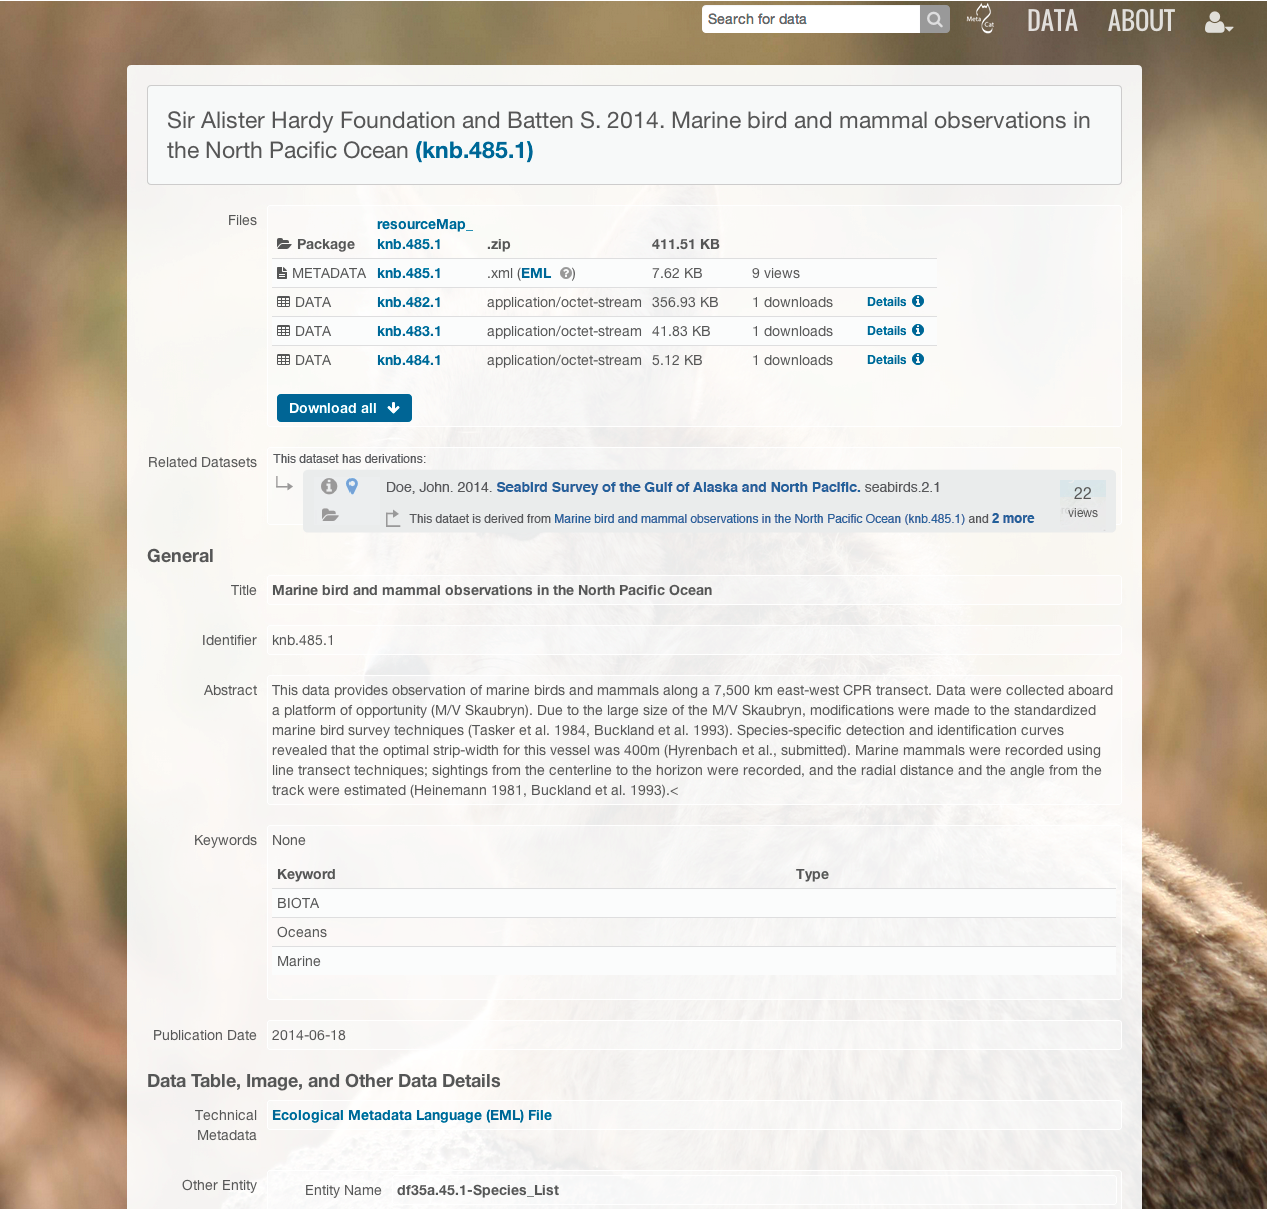 Search for data
Meta Cat
DATA ABOUT
Sir Alister Hardy Foundation and Batten S. 2014. Marine bird and mammal observations in
the North Pacific Ocean (knb.485.1)
Files
resourceMap_
Package knb.485.1 .zip 411.51 KB
METADATA knb.485.1 .xml (EML ?) 7.62 KB 9 views
DATA knb.482.1 application/octet-stream 356.93 KB 1 downloads Details
DATA knb.483.1 application/octet-stream 41.83 KB 1 downloads Details
DATA knb.484.1 application/octet-stream 5.12 KB 1 downloads Details
Download all
Related Datasets
This dataset has derivations:
Doe, John. 2014. Seabird Survey of the Gulf of Alaska and North Pacific. seabirds.2.1
22
views
This dataet is derived from Marine bird and mammal observations in the North Pacific Ocean (knb.485.1) and 2 more
General
Title Marine bird and mammal observations in the North Pacific Ocean
Identifier knb.485.1
Abstract This data provides observation of marine birds and mammals along a 7,500 km east-west CPR transect. Data were collected aboard
a platform of opportunity (M/V Skaubryn). Due to the large size of the M/V Skaubryn, modifications were made to the standardized
marine bird survey techniques (Tasker et al. 1984, Buckland et al. 1993). Species-specific detection and identification curves
revealed that the optimal strip-width for this vessel was 400m (Hyrenbach et al., submitted). Marine mammals were recorded using
line transect techniques; sightings from the centerline to the horizon were recorded, and the radial distance and the angle from the
track were estimated (Heinemann 1981, Buckland et al. 1993).<
Keywords None
Keyword Type
BIOTA
Oceans
Marine
Publication Date 2014-06-18
Data Table, Image, and Other Data Details
Technical Ecological Metadata Language (EML) File
Metadata
Other Entity Entity Name df35a.45.1-Species_List